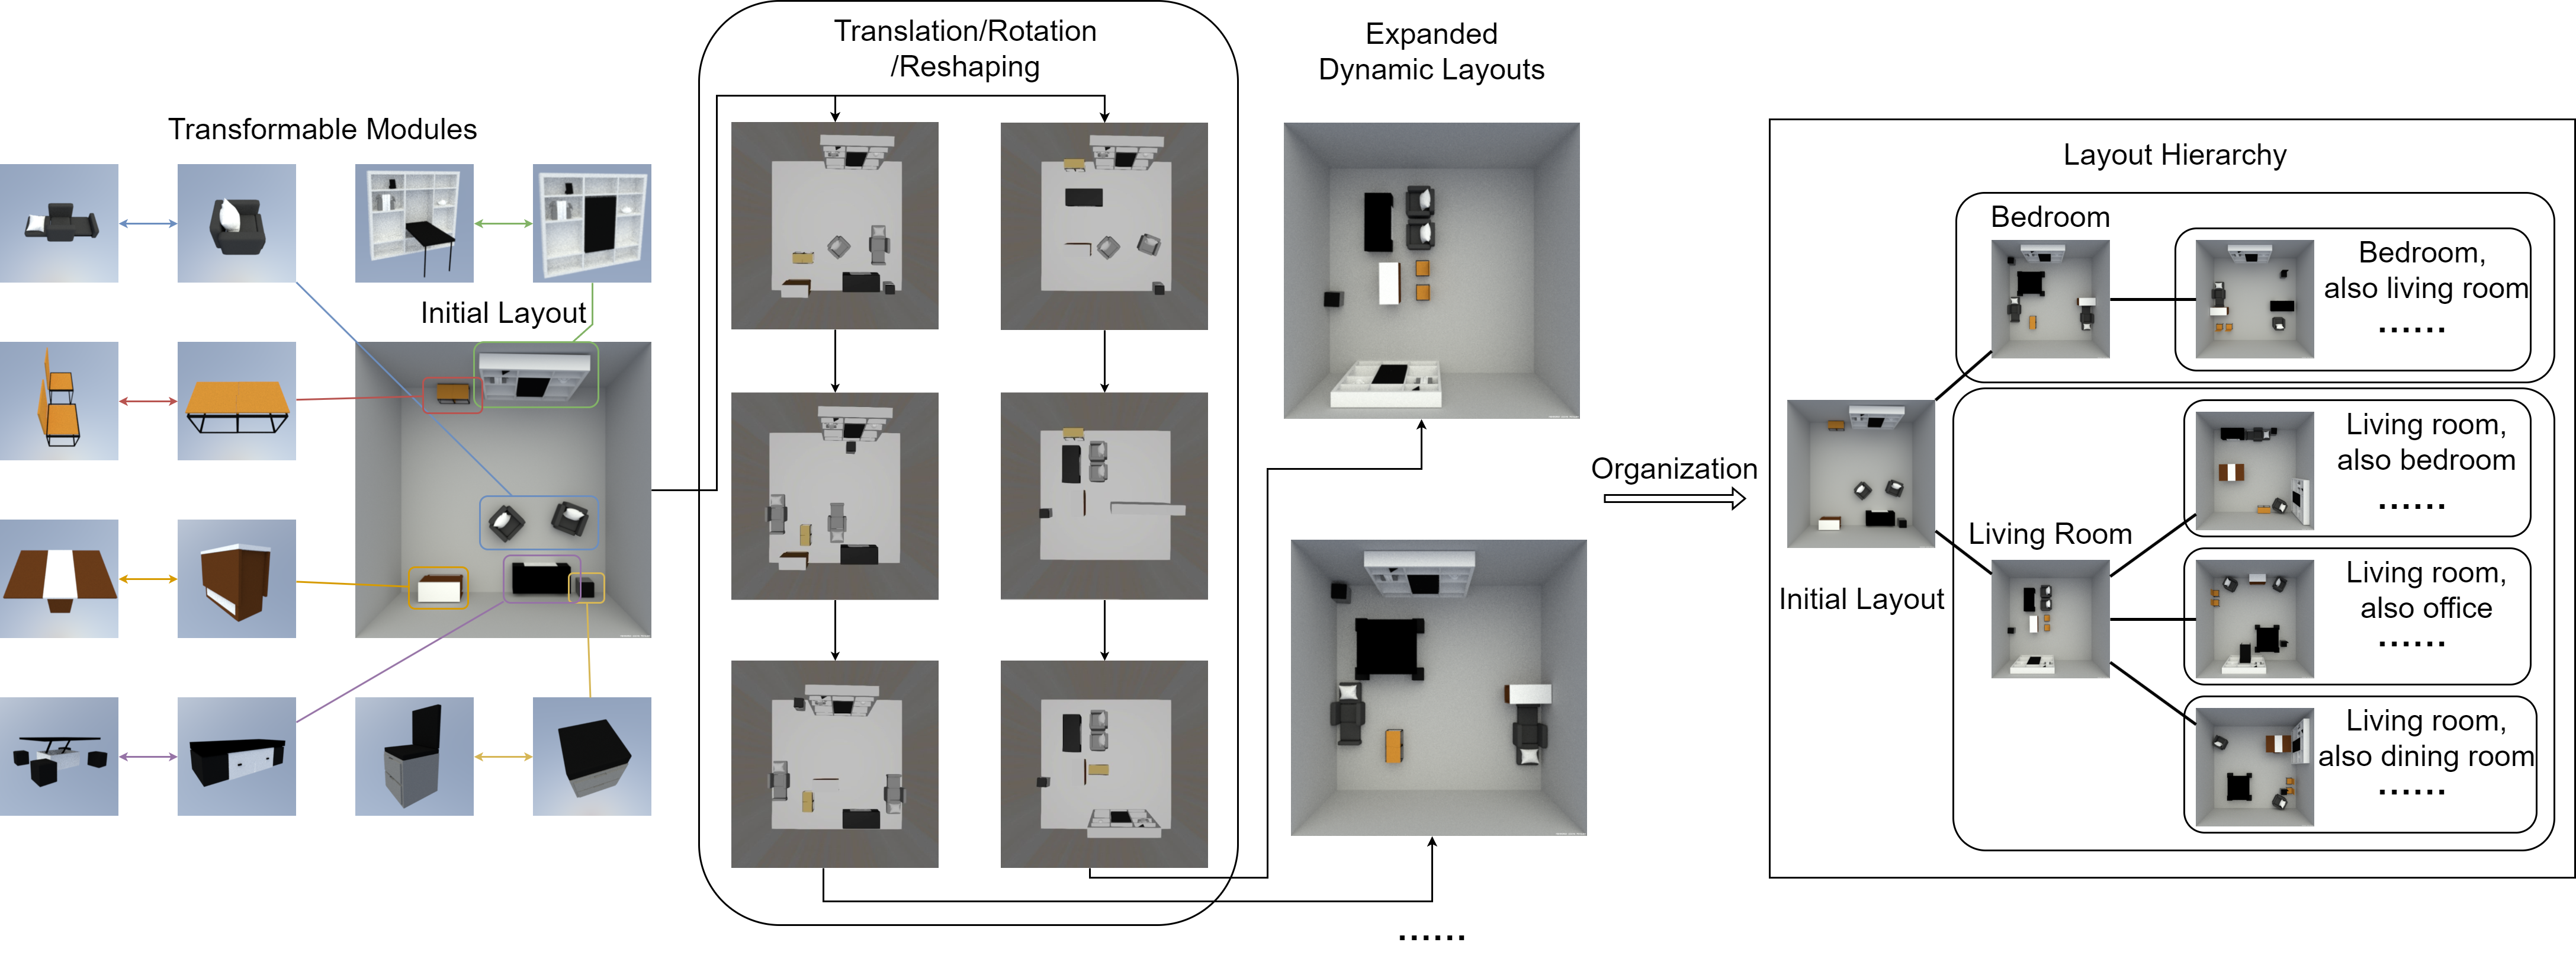 Transformable Modules
Initial Layout
Translation/Rotation
/Reshaping
Expanded
Dynamic Layouts
......
Organization
Layout Hierarchy
Initial Layout
Bedroom
Bedroom,
also living room
......
Living Room
Living room,
also bedroom
......
Living room,
also office
......
Living room,
also dining room
......